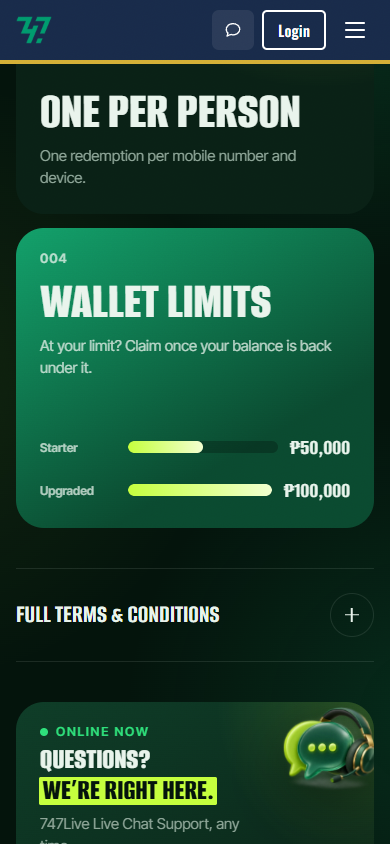 747
Login
ONE PER PERSON
One redemption per mobile number and
device.
004
WALLET LIMITS
At your limit? Claim once your balance is back
under it.
Starter ₱50,000
Upgraded ₱100,000
FULL TERMS & CONDITIONS
ONLINE NOW
QUESTIONS?
WE'RE RIGHT HERE.
747Live Live Chat Support, any
time.